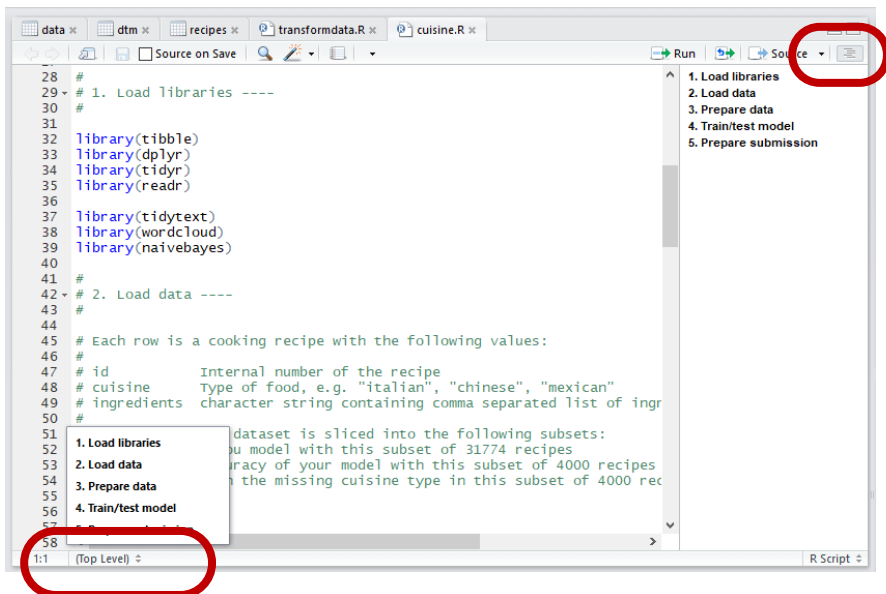 data × dtm × recipes × transformdata.R × cuisine.R ×
Source on Save Run Source
28 #
29 # 1. Load libraries ----
30 #
31
32 library(tibble)
33 library(dplyr)
34 library(tidyr)
35 library(readr)
36
37 library(tidytext)
38 library(wordcloud)
39 library(naivebayes)
40
41 #
42 # 2. Load data ----
43 #
44
45 # Each row is a cooking recipe with the following values:
46 #
47 # id Internal number of the recipe
48 # cuisine Type of food, e.g. "italian", "chinese", "mexican"
49 # ingredients character string containing comma separated list of ingr
50 #
51 dataset is sliced into the following subsets:
52 ou model with this subset of 31774 recipes
53 uracy of your model with this subset of 4000 recipes
54 n the missing cuisine type in this subset of 4000 rec
55
56
57
58
1. Load libraries
2. Load data
3. Prepare data
4. Train/test model
1:1 (Top Level) R Script
1. Load libraries
2. Load data
3. Prepare data
4. Train/test model
5. Prepare submission